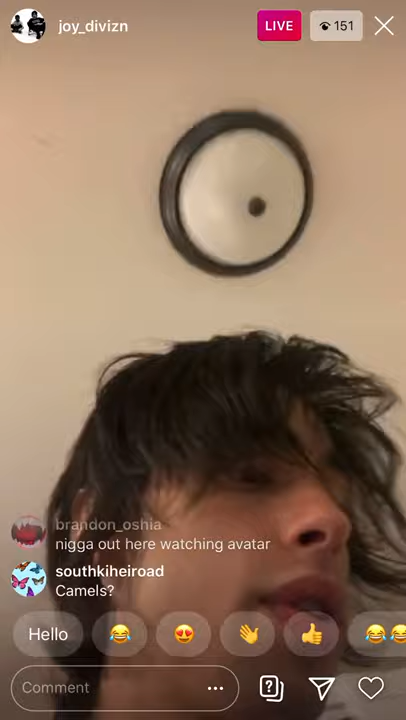 joy_divizn
LIVE
151
brandon_oshia
nigga out here watching avatar
southkiheiroad
Camels?
Hello
Comment